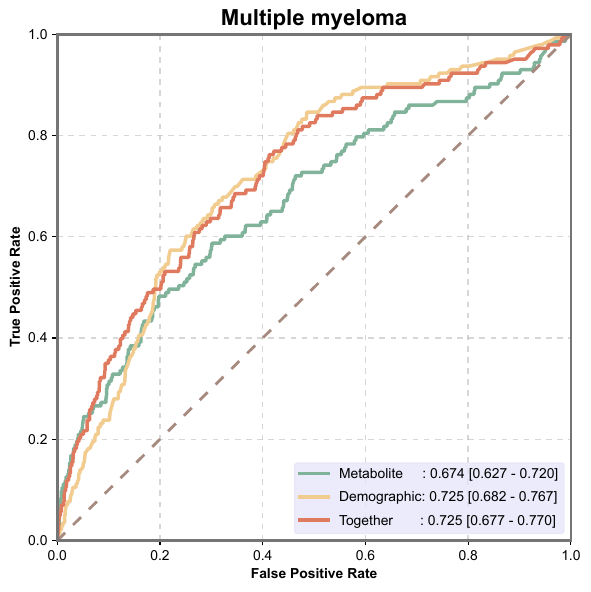 Multiple myeloma
1.0
0.8
0.6
0.4
0.2
0.0
True Positive Rate
Metabolite : 0.674 [0.627 - 0.720]
Demographic: 0.725 [0.682 - 0.767]
Together : 0.725 [0.677 - 0.770]
0.0 0.2 0.4 0.6 0.8 1.0
False Positive Rate